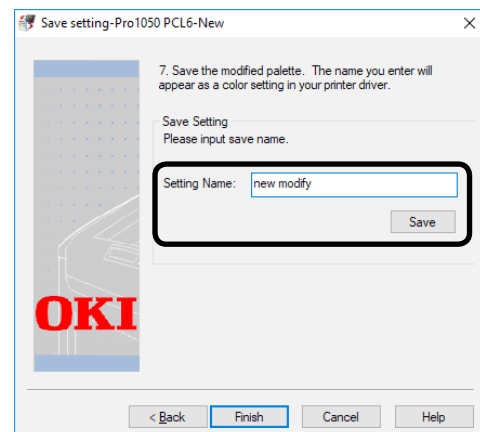 Save setting-Pro1050 PCL6-New
7. Save the modified palette. The name you enter will
appear as a color setting in your printer driver.
Save Setting
Please input save name.
Setting Name: new modify
Save
OKI
< Back Finish Cancel Help